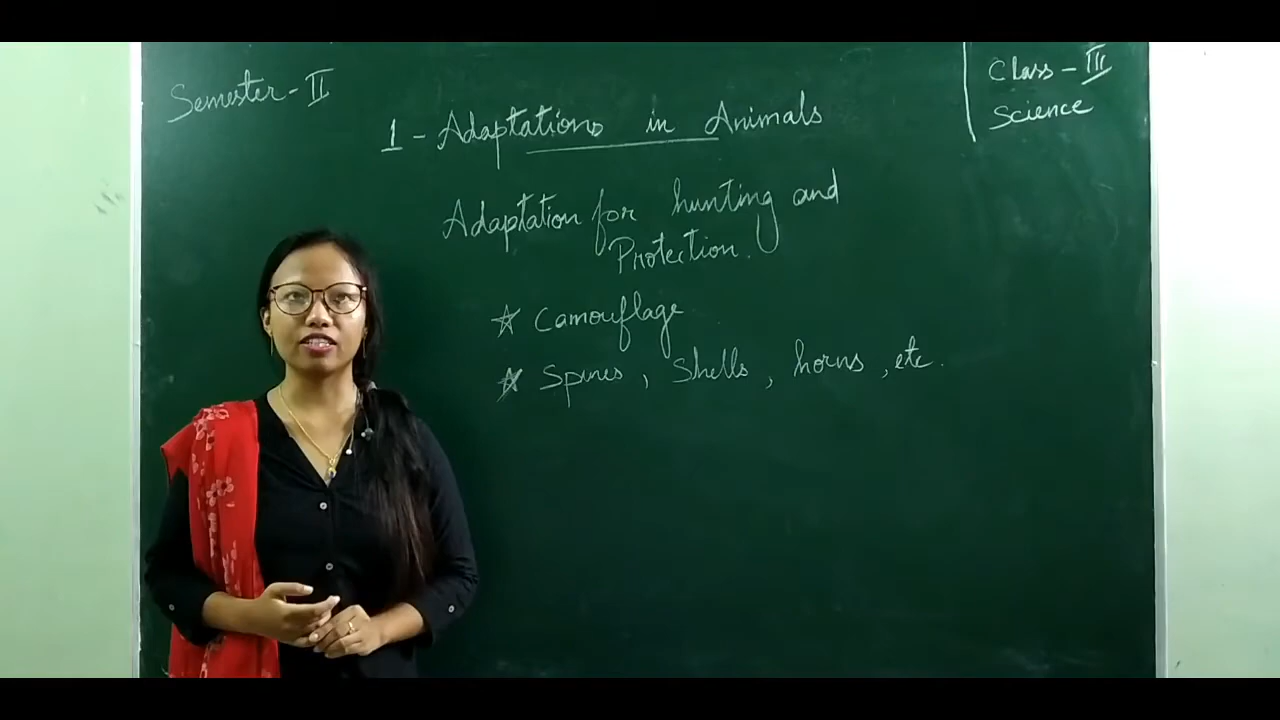 Semester - II
Class - III
Science
1 - Adaptations in Animals
Adaptation for hunting and
Protection.
☆ Camouflage
☆ Spines, Shells, horns, etc.